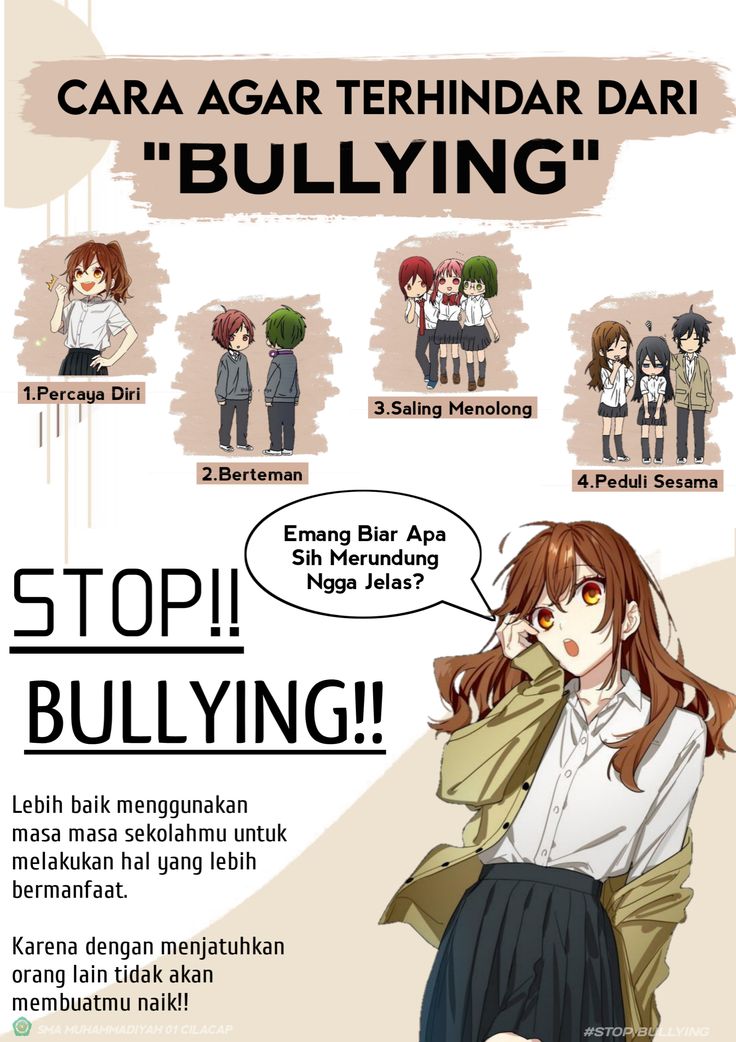 CARA AGAR TERHINDAR DARI
"BULLYING"
1.Percaya Diri
2.Berteman
3.Saling Menolong
4.Peduli Sesama
Emang Biar Apa
Sih Merundung
Ngga Jelas?
STOP!!
BULLYING!!
Lebih baik menggunakan
masa masa sekolahmu untuk
melakukan hal yang lebih
bermanfaat.
Karena dengan menjatuhkan
orang lain tidak akan
membuatmu naik!!
SMA MUHAMMADIYAH 01 CILACAP
#STOP BULLYING